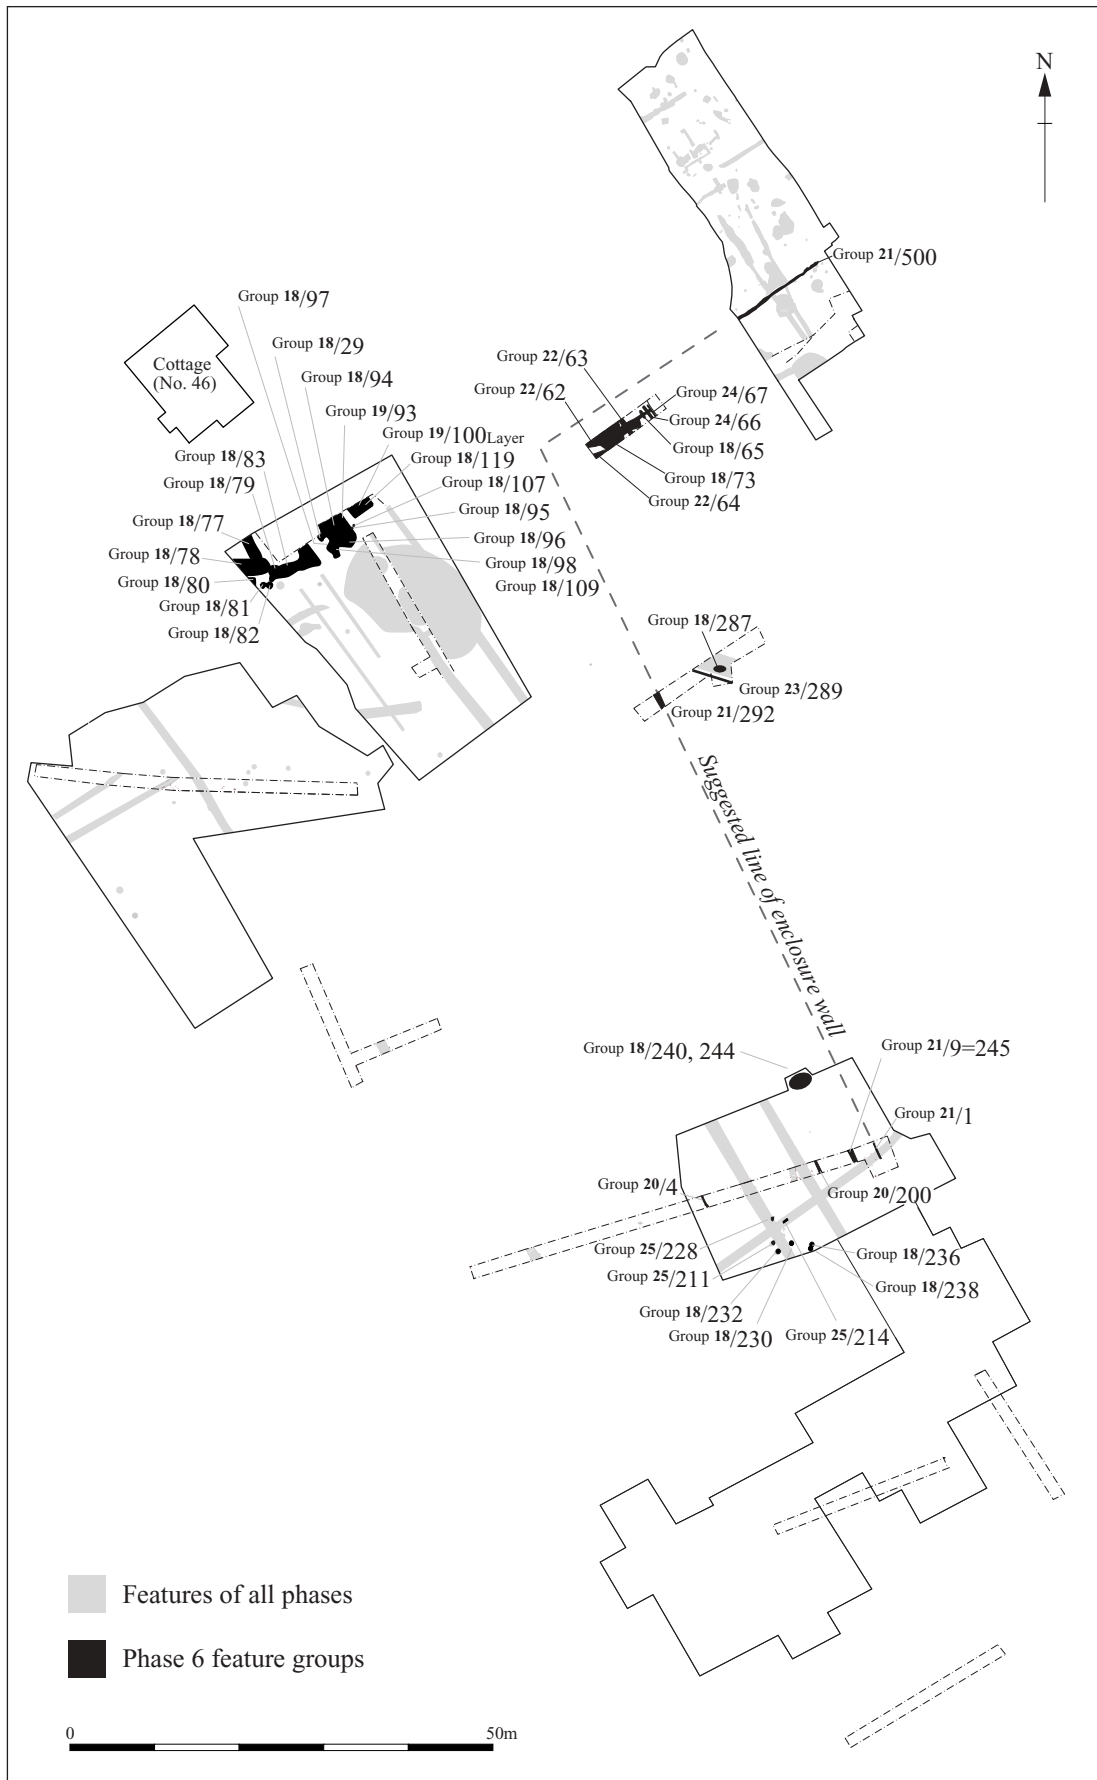 N
Group 21/500
Group 18/97
Group 18/29
Group 22/63
Cottage
(No. 46)
Group 18/94
Group 22/62
Group 24/67
Group 19/93
Group 24/66
Group 19/100Layer
Group 18/65
Group 18/83
Group 18/119
Group 18/73
Group 18/79
Group 18/107
Group 22/64
Group 18/77
Group 18/95
Group 18/78
Group 18/96
Group 18/80
Group 18/98
Group 18/81
Group 18/109
Group 18/82
Group 18/287
Group 23/289
Group 21/292
Suggested line of enclosure wall
Group 18/240, 244
Group 21/9=245
Group 21/1
Group 20/4
Group 20/200
Group 25/228
Group 18/236
Group 25/211
Group 18/238
Group 18/232
Group 18/230
Group 25/214
Features of all phases
Phase 6 feature groups
0
50m